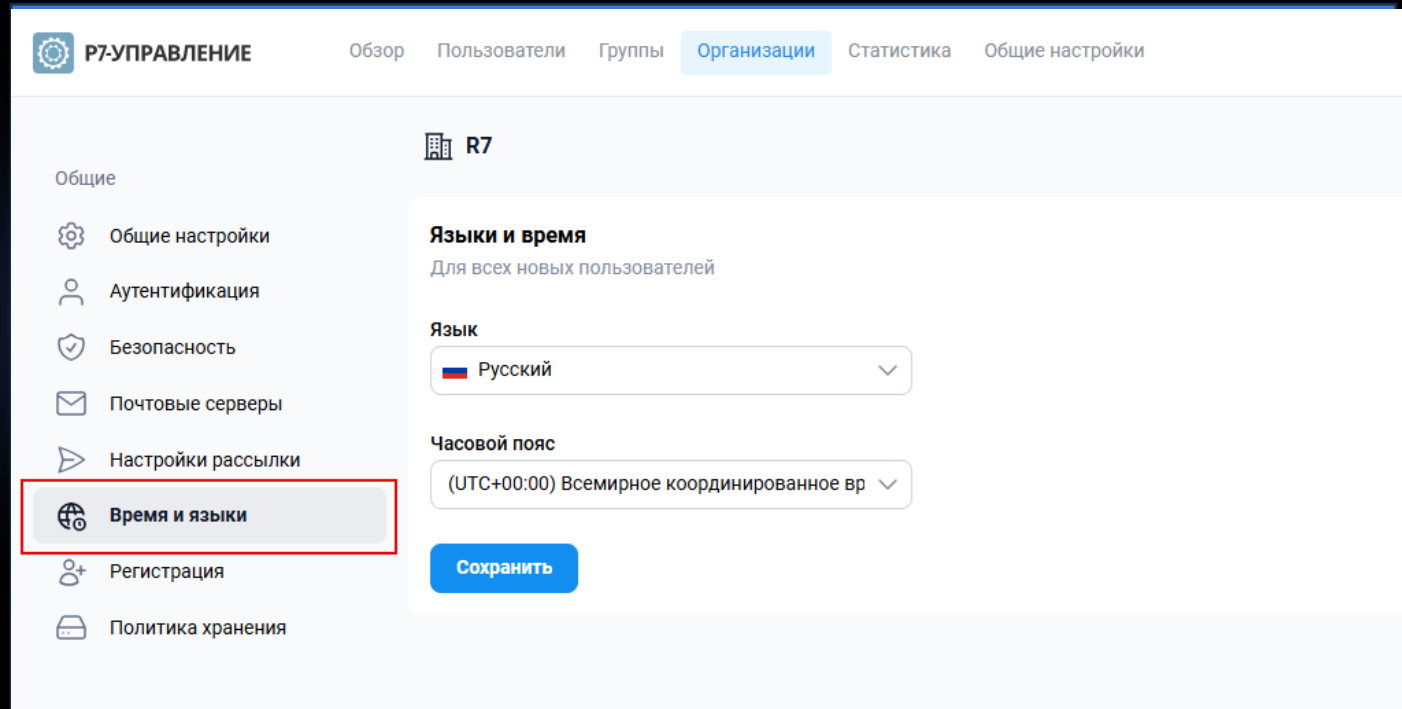 Р7-УПРАВЛЕНИЕ
Обзор Пользователи Группы Организации Статистика Общие настройки
R7
Общие
Общие настройки
Аутентификация
Безопасность
Почтовые серверы
Настройки рассылки
Время и языки
Регистрация
Политика хранения
Языки и время
Для всех новых пользователей
Язык
Русский
Часовой пояс
(UTC+00:00) Всемирное координированное вр
Сохранить